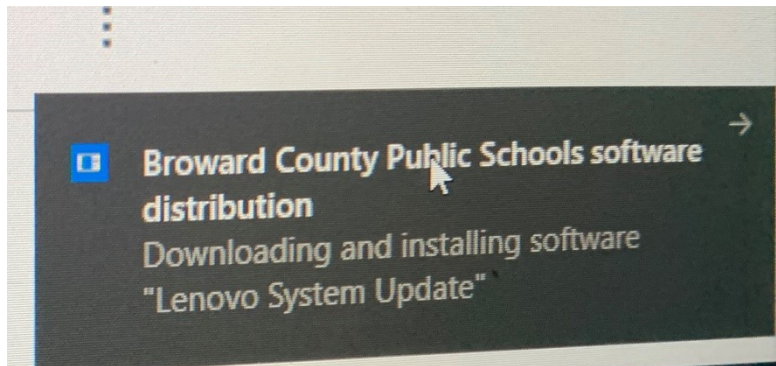 Broward County Public Schools software
distribution
Downloading and installing software
"Lenovo System Update"